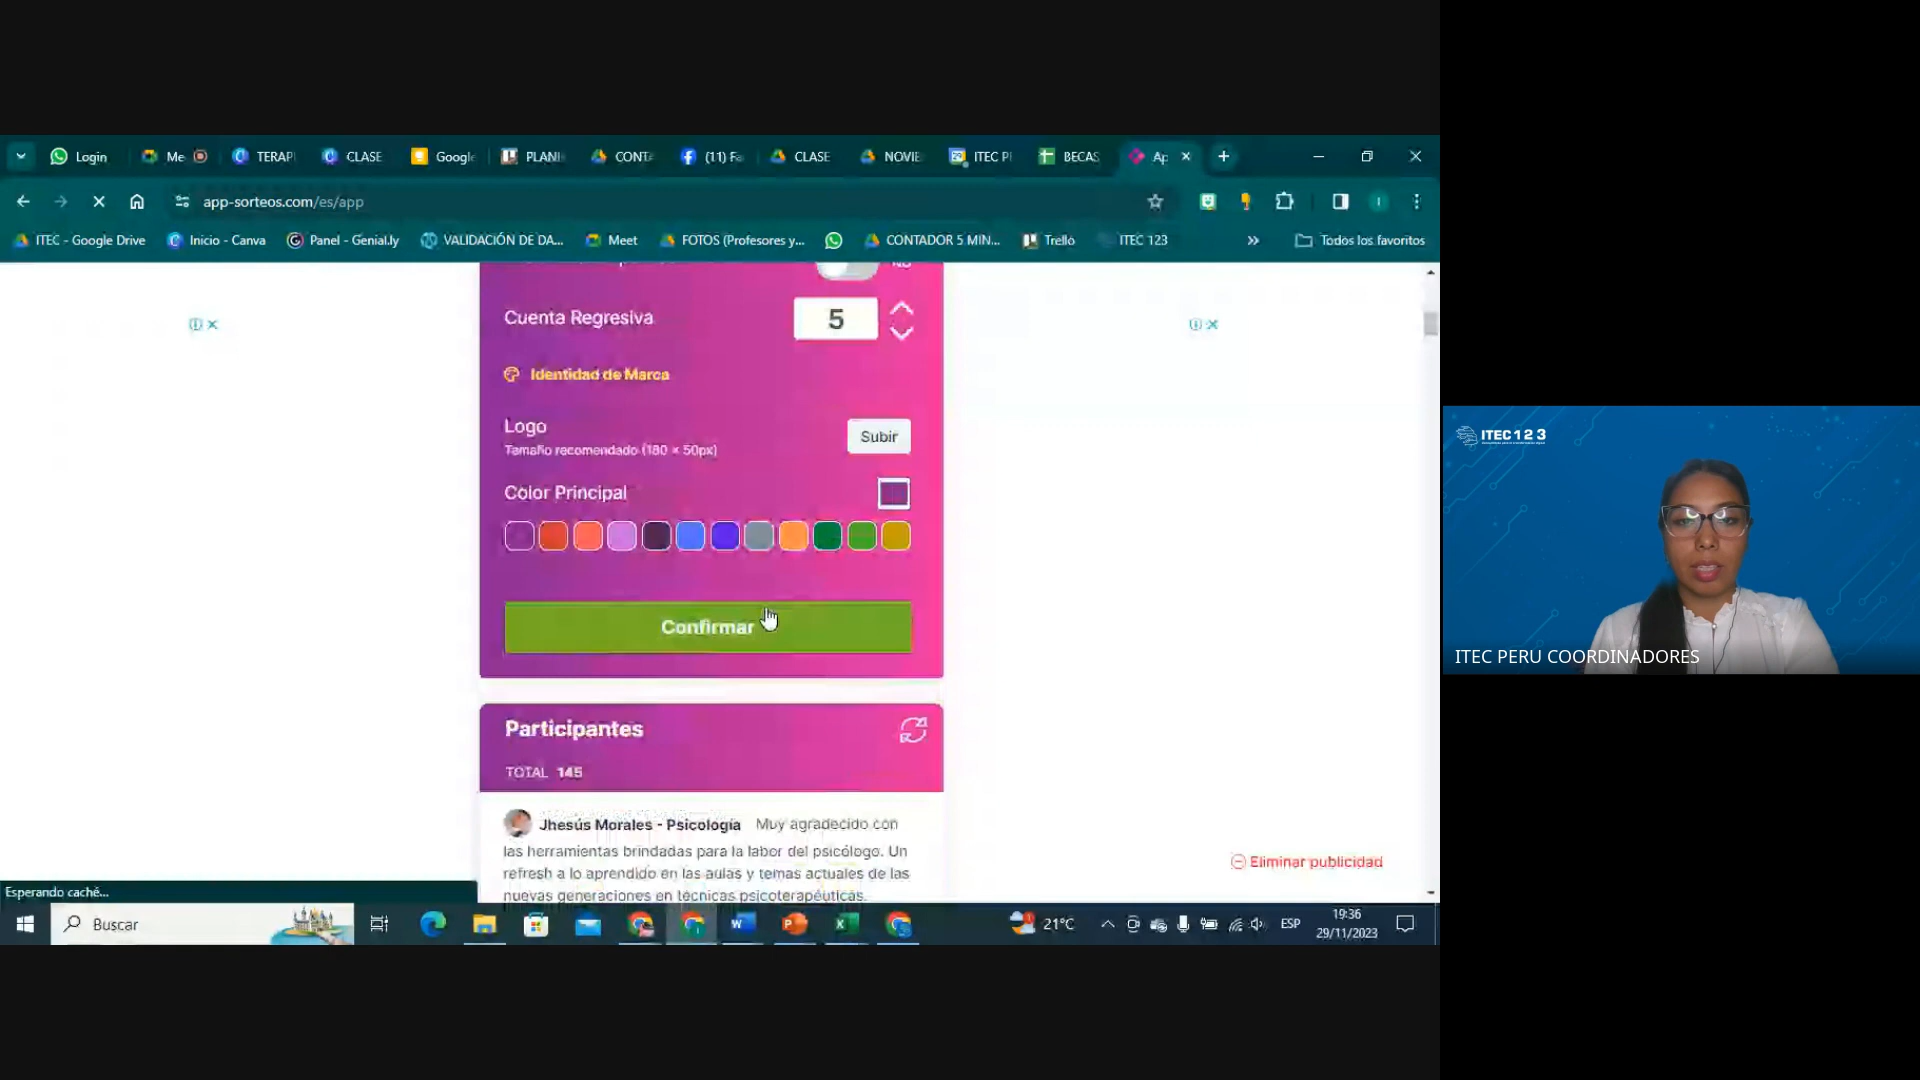 Login
Me
TERAPI
CLASE
Google
PLANI
CONTA
(11) Fa
CLASE
NOVIE
ITEC PI
BECAS
Ap
app-sorteos.com/es/app
ITEC - Google Drive
Inicio - Canva
Panel - Genial.ly
VALIDACIÓN DE DA...
Meet
FOTOS (Profesores y...
CONTADOR 5 MIN...
Trello
ITEC 123
Todos los favoritos
NO
Cuenta Regresiva
5
Identidad de Marca
Logo
Tamaño recomendado (180 × 50px)
Subir
Color Principal
Confirmar
Participantes
TOTAL 145
Jhesús Morales - Psicología Muy agradecido con
las herramientas brindadas para la labor del psicólogo. Un
refresh a lo aprendido en las aulas y temas actuales de las
nuevas generaciones en técnicas psicoterapéuticas.
Eliminar publicidad
Esperando caché...
Buscar
21°C
ESP
19:36
29/11/2023
ITEC 1 2 3
ITEC PERU COORDINADORES